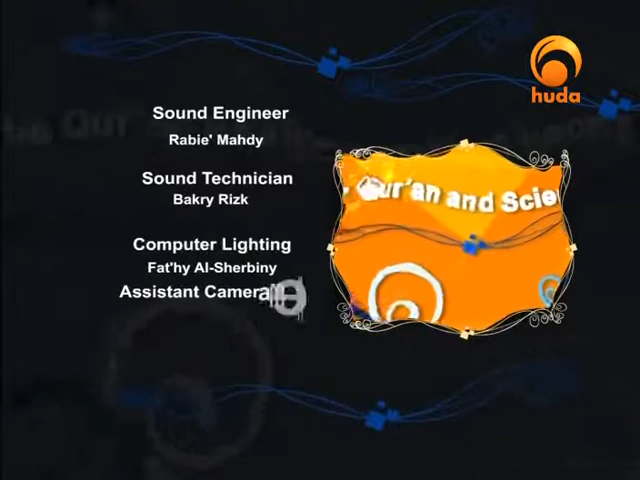 huda
Sound Engineer
Rabie' Mahdy
Sound Technician
Bakry Rizk
Computer Lighting
Fat'hy Al-Sherbiny
Assistant Camera
Qur'an and Scie